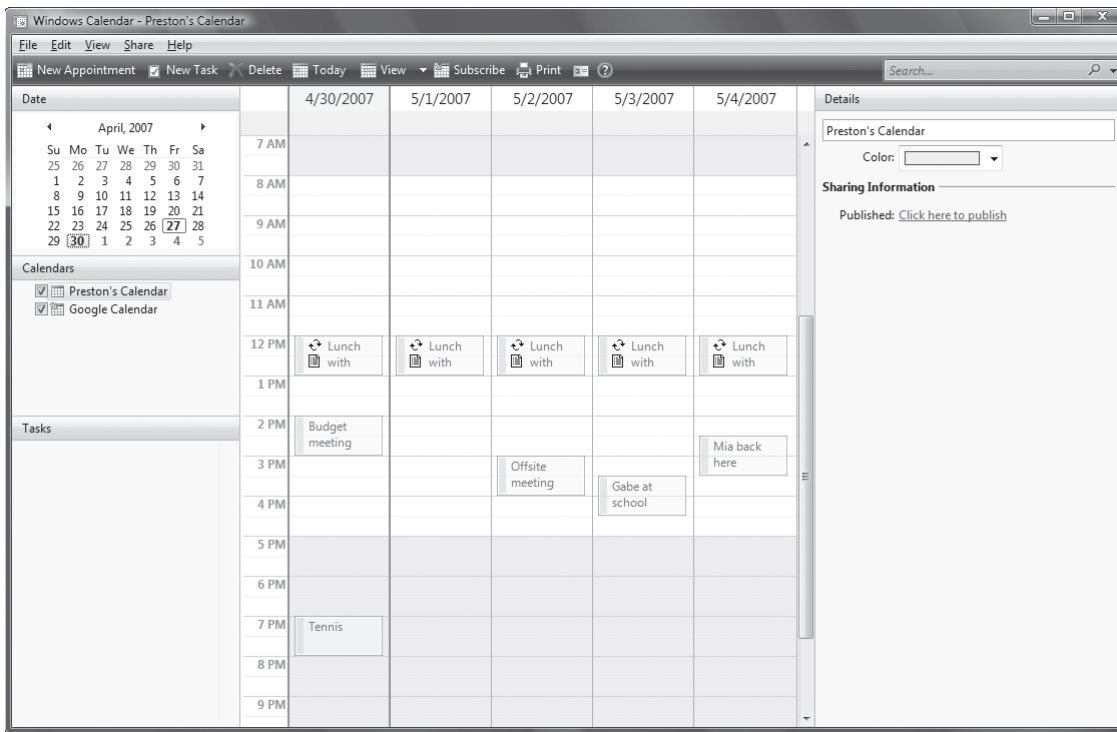 Windows Calendar - Preston's Calendar
File Edit View Share Help
New Appointment New Task Delete Today View Subscribe Print Search...
Date
April, 2007
Su Mo Tu We Th Fr Sa
25 26 27 28 29 30 31
1 2 3 4 5 6 7
8 9 10 11 12 13 14
15 16 17 18 19 20 21
22 23 24 25 26 27 28
29 30 1 2 3 4 5
Calendars
Preston's Calendar
Google Calendar
Tasks
4/30/2007 5/1/2007 5/2/2007 5/3/2007 5/4/2007
7 AM
8 AM
9 AM
10 AM
11 AM
12 PM Lunch Lunch Lunch Lunch Lunch
with with with with with
1 PM
2 PM Budget
meeting
Mia back
here
3 PM Offsite
meeting
Gabe at
school
4 PM
5 PM
6 PM
7 PM Tennis
8 PM
9 PM
Details
Preston's Calendar
Color:
Sharing Information
Published: Click here to publish